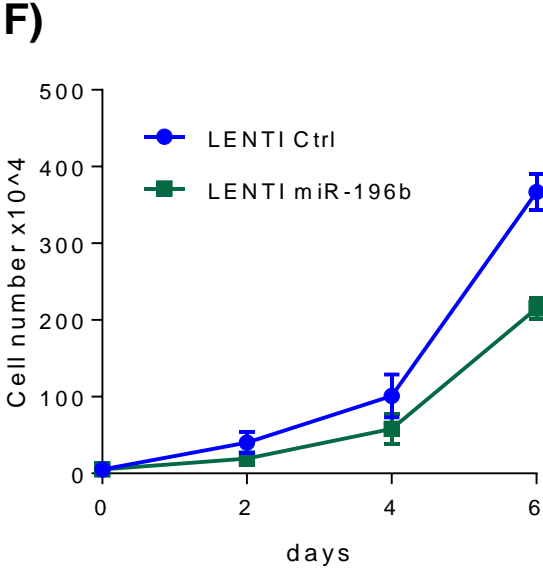 F)
500
400
300
200
100
0
Cell number x10^4
LENTI Ctrl
LENTI miR-196b
0 2 4 6
days